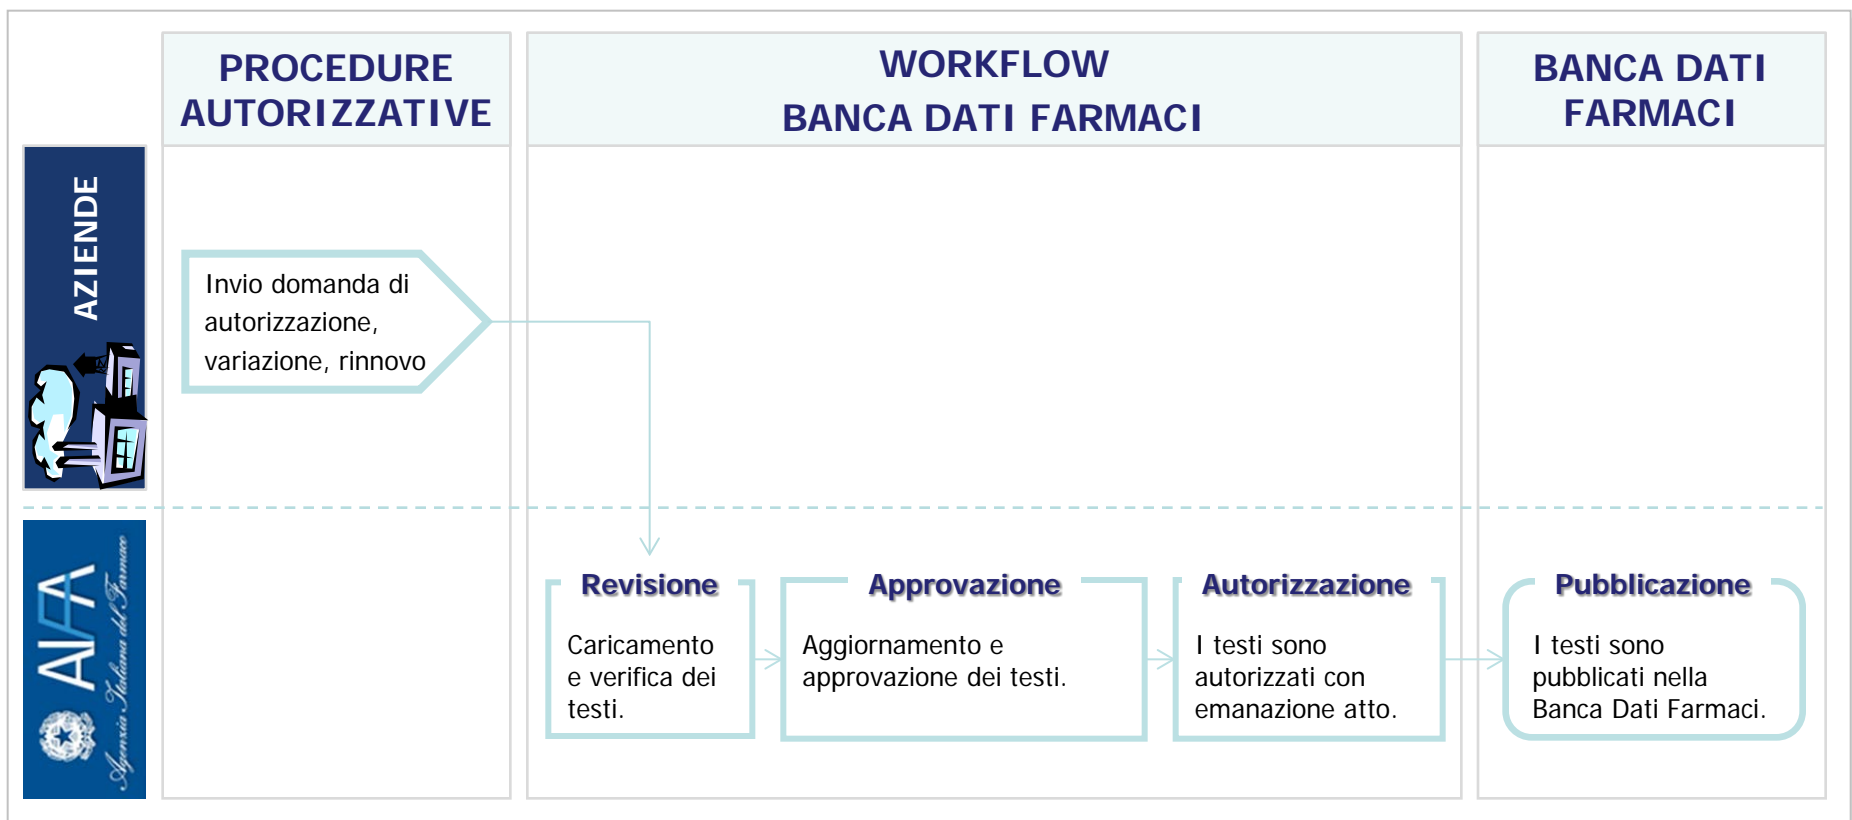 PROCEDURE
AUTORIZZATIVE
WORKFLOW
BANCA DATI FARMACI
BANCA DATI
FARMACI
AZIENDE
Invio domanda di
autorizzazione,
variazione, rinnovo
AIFA
Agenzia Italiana del Farmaco
Revisione
Caricamento
e verifica dei
testi.
Approvazione
Aggiornamento e
approvazione dei testi.
Autorizzazione
I testi sono
autorizzati con
emanazione atto.
Pubblicazione
I testi sono
pubblicati nella
Banca Dati Farmaci.